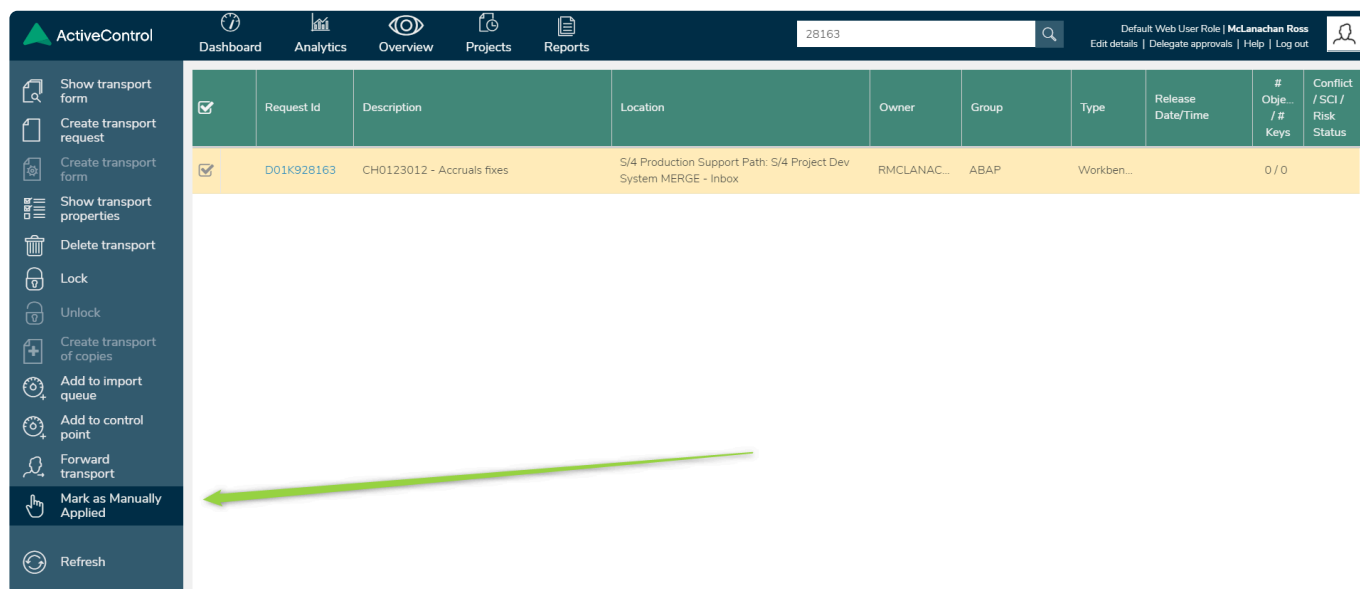 ActiveControl
Dashboard
Analytics
Overview
Projects
Reports
28163
Default Web User Role | McLanachan Ross
Edit details | Delegate approvals | Help | Log out
Show transport
form
Create transport
request
Create transport
form
Show transport
properties
Delete transport
Lock
Unlock
Create transport
of copies
Add to import
queue
Add to control
point
Forward
transport
Mark as Manually
Applied
Refresh
Request Id
Description
Location
Owner
Group
Type
Release
Date/Time
#
Obje...
/ #
Keys
Conflict
/ SCI /
Risk
Status
D01K928163
CH0123012 - Accruals fixes
S/4 Production Support Path: S/4 Project Dev
System MERGE - Inbox
RMCLANAC...
ABAP
Workben...
0 / 0